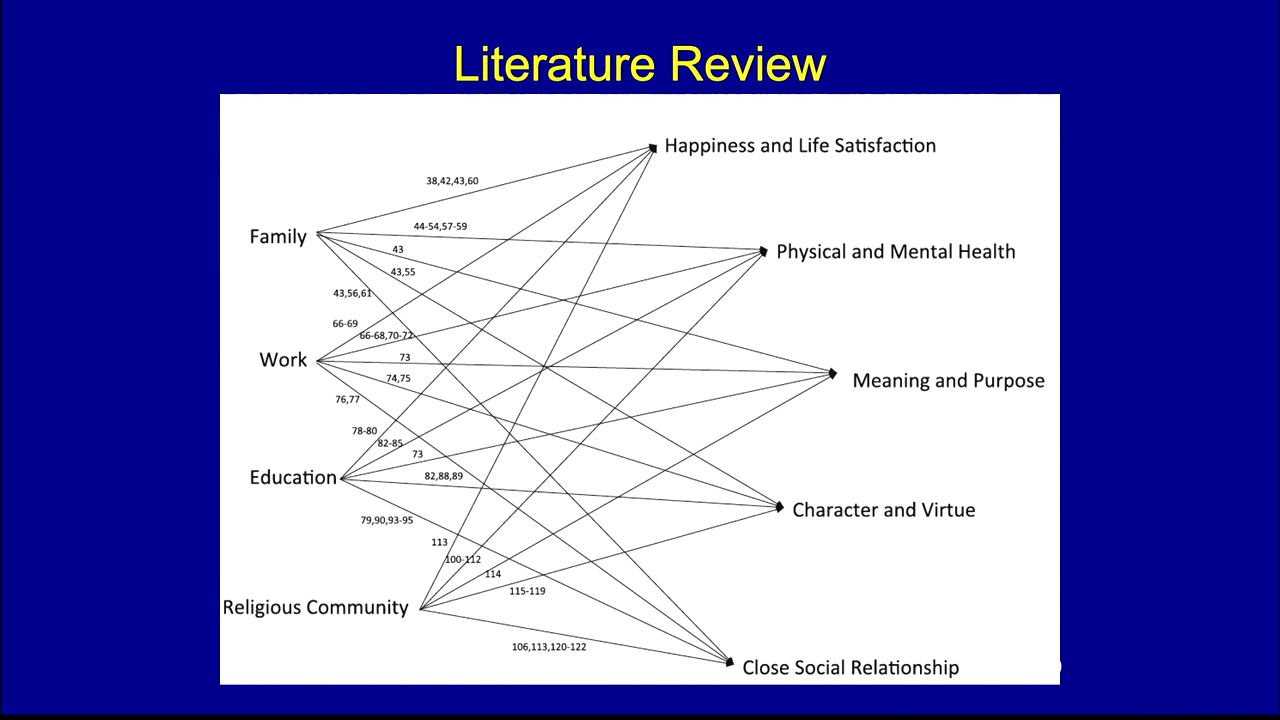 Literature Review
Happiness and Life Satisfaction
38,42,43,60
44-54,57-59
Family
43
Physical and Mental Health
43,55
43,56,61
66-69
66-68,70-72
Work
73
74,75
Meaning and Purpose
76,77
78-80
82-85
73
Education
82,88,89
Character and Virtue
79,90,93-95
113
100-112
114
115-119
Religious Community
106,113,120-122
Close Social Relationship